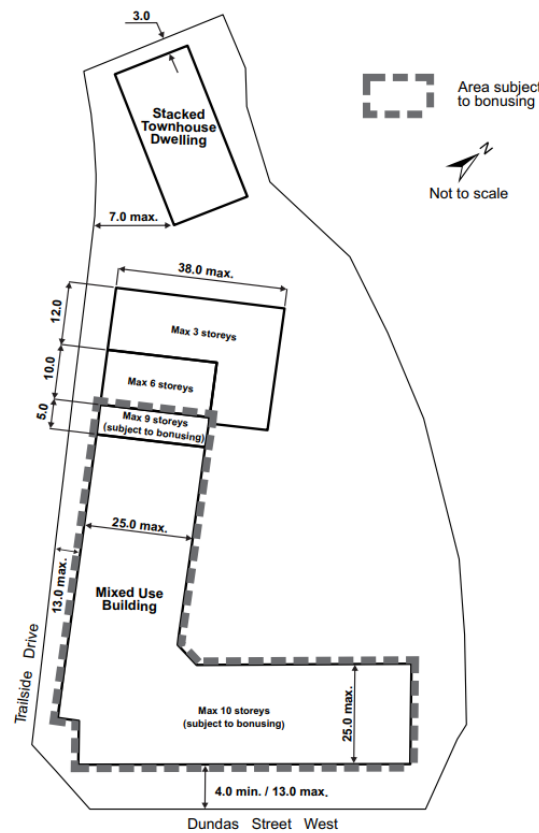 3.0
Area subject
to bonusing
Stacked
Townhouse
Dwelling
N
Not to scale
7.0 max.
38.0 max.
12.0
Max 3 storeys
10.0
Max 6 storeys
5.0
Max 9 storeys
(subject to bonusing)
25.0 max.
13.0 max.
Mixed Use
Building
Trailside Drive
Max 10 storeys
(subject to bonusing)
25.0 max.
4.0 min. / 13.0 max.
Dundas Street West